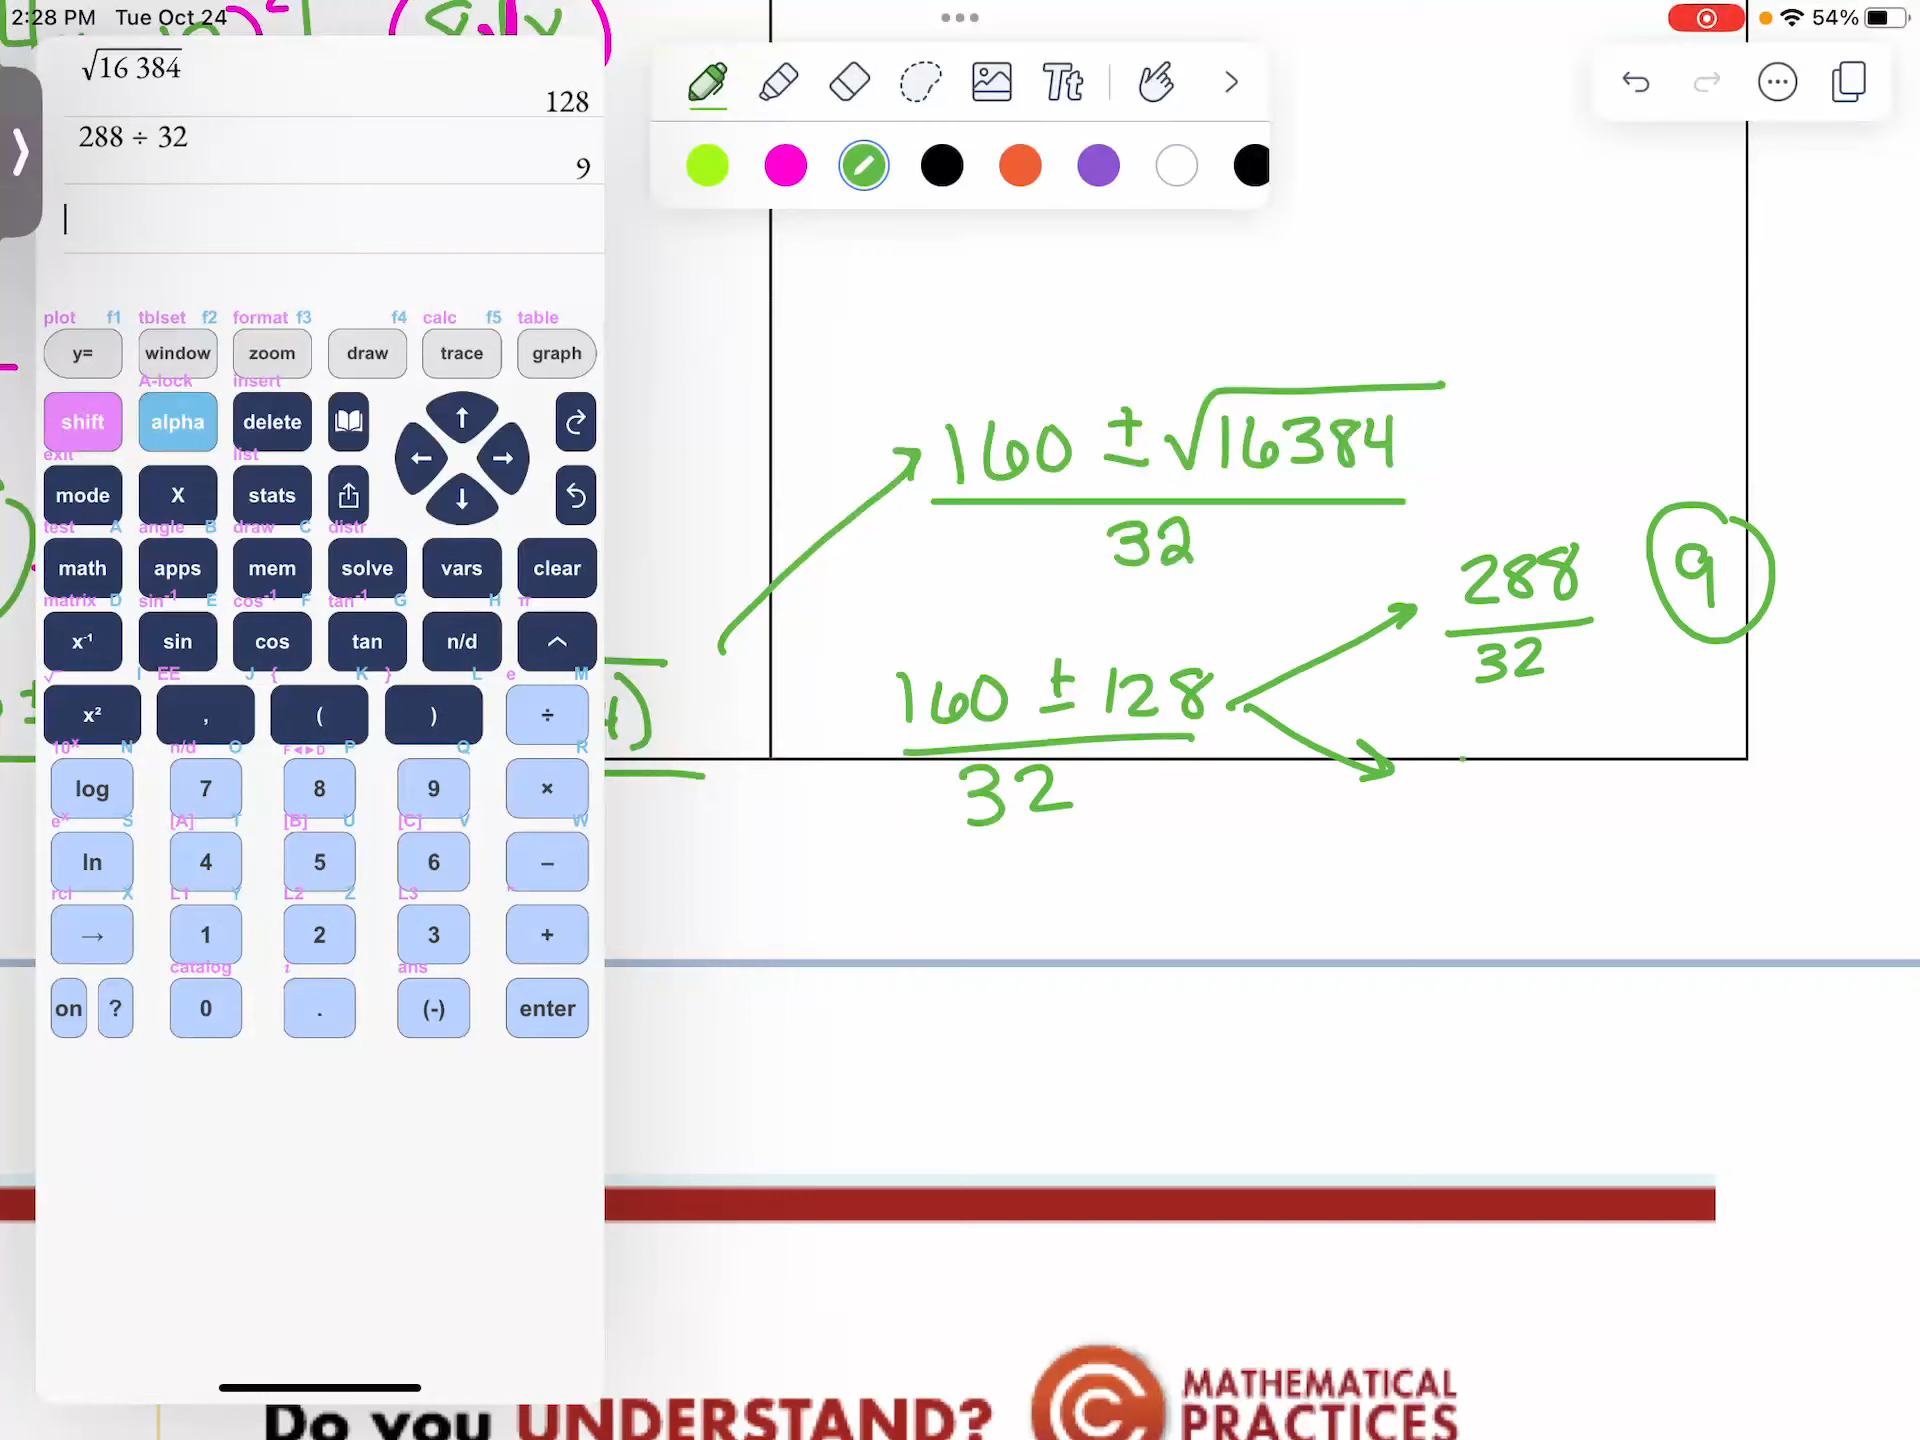 2:28 PM Tue Oct 24
54%
√16 384
128
288 ÷ 32
9
Tt
plot f1 tblset f2 format f3 f4 calc f5 table
y= window zoom draw trace graph
A-lock insert
shift alpha delete
exit list
mode X stats
test A angle B draw C distr
math apps mem solve vars clear
matrix D sin⁻¹ E cos⁻¹ F tan⁻¹ G H π
x⁻¹ sin cos tan n/d ^
√ I EE J { K } L e M
x² , ( ) ÷
10ˣ N n/d O F◄►D P Q R
log 7 8 9 ×
eˣ S [A] T [B] U [C] V W
ln 4 5 6 −
rcl X L1 Y L2 Z L3 "
→ 1 2 3 +
catalog i ans
on ? 0 . (-) enter
160 ± √16384
32
288
32
9
160 ± 128
32
Do you UNDERSTAND?
MATHEMATICAL
PRACTICES